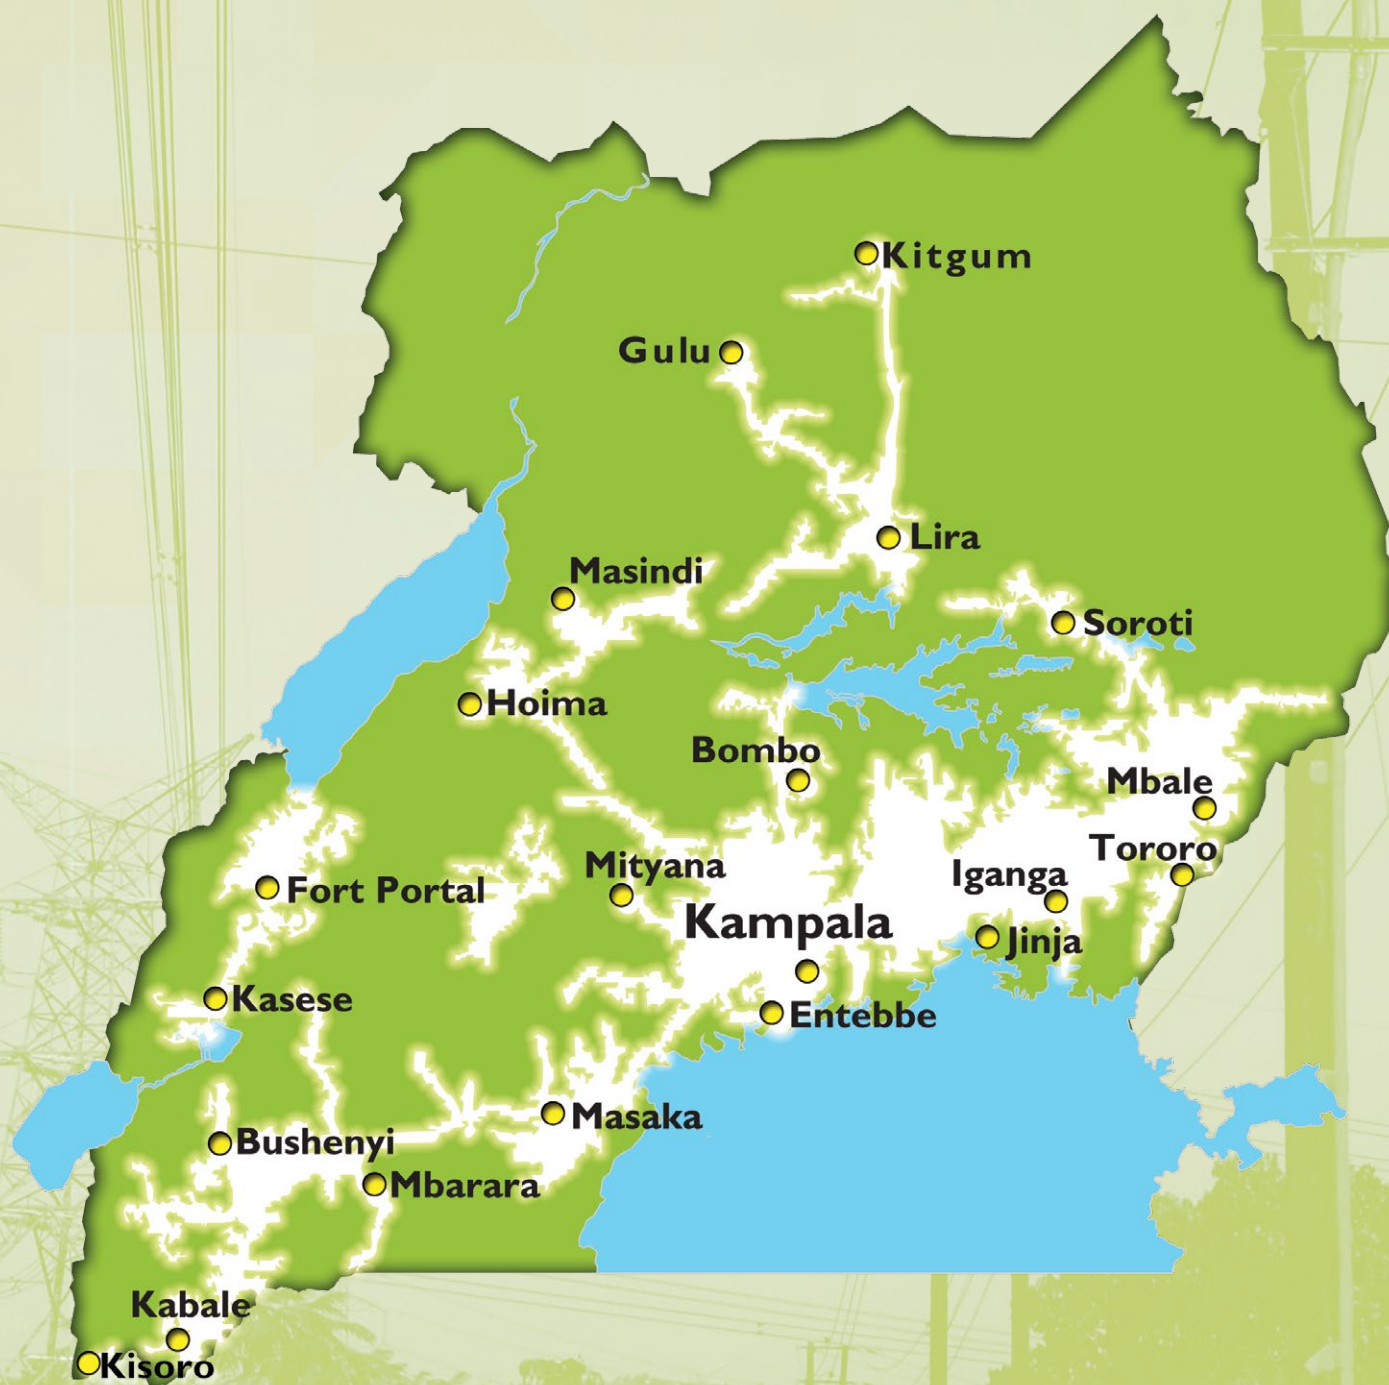 Kitgum
Gulu
Lira
Masindi
Soroti
Hoima
Bombo
Mbale
Tororo
Mityana
Iganga
Fort Portal
Kampala
Jinja
Kasese
Entebbe
Masaka
Bushenyi
Mbarara
Kabale
Kisoro